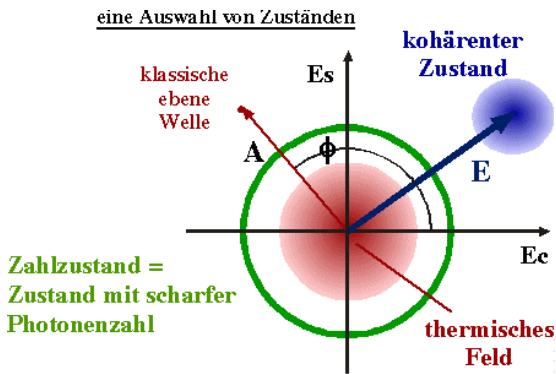 eine Auswahl von Zuständen
kohärenter
Zustand
klassische
ebene
Welle
Es
A
ϕ
E
Ec
Zahlzustand =
Zustand mit scharfer
Photonenzahl
thermisches
Feld